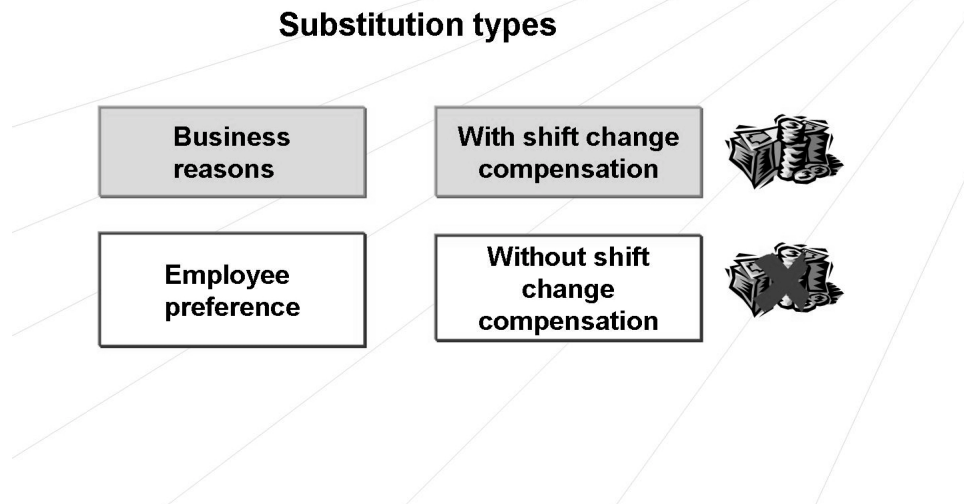 Substitution types
Business
reasons
With shift change
compensation
Employee
preference
Without shift
change
compensation